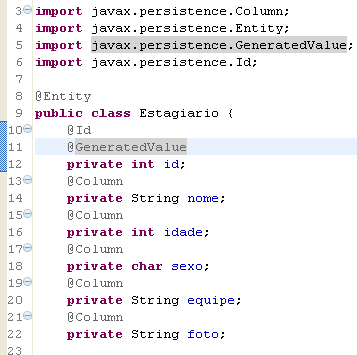 3 import javax.persistence.Column;
4 import javax.persistence.Entity;
5 import javax.persistence.GeneratedValue;
6 import javax.persistence.Id;
7
8 @Entity
9 public class Estagiario {
10 @Id
11 @GeneratedValue
12 private int id;
13 @Column
14 private String nome;
15 @Column
16 private int idade;
17 @Column
18 private char sexo;
19 @Column
20 private String equipe;
21 @Column
22 private String foto;
23